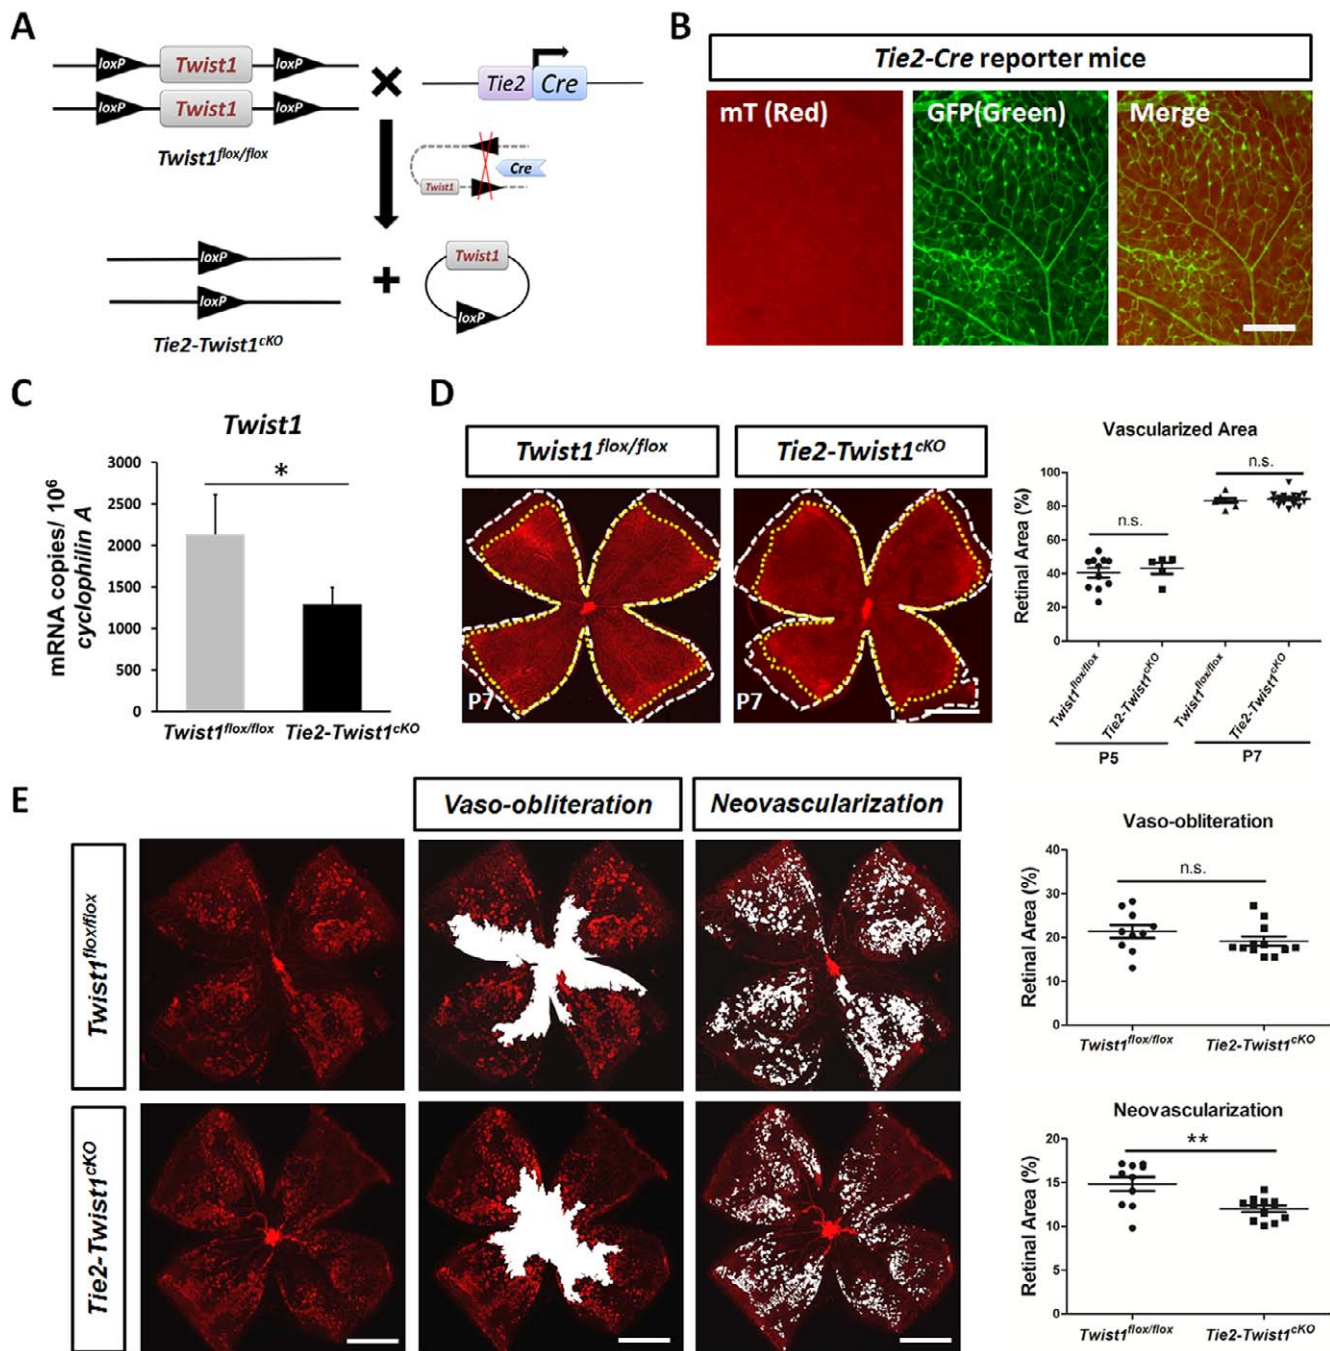 A
loxP Twist1 loxP
Tie2 Cre
loxP Twist1 loxP
Twist1flox/flox
Cre
Twist1
loxP
Twist1
loxP
loxP
Tie2-Twist1cKO
B
Tie2-Cre reporter mice
mT (Red)
GFP(Green)
Merge
C
Twist1
mRNA copies/ 10⁶
cyclophilin A
3000
2500
2000
1500
1000
500
0
*
Twist1flox/flox
Tie2-Twist1cKO
D
Twist1flox/flox
Tie2-Twist1cKO
P7
P7
Vascularized Area
Retinal Area (%)
100
80
60
40
20
0
n.s.
n.s.
Twist1flox/flox
Tie2-Twist1cKO
Twist1flox/flox
Tie2-Twist1cKO
P5
P7
E
Vaso-obliteration
Neovascularization
Twist1flox/flox
Tie2-Twist1cKO
Vaso-obliteration
Retinal Area (%)
40
30
20
10
0
n.s.
Twist1flox/flox
Tie2-Twist1cKO
Neovascularization
Retinal Area (%)
20
15
10
5
0
**
Twist1flox/flox
Tie2-Twist1cKO